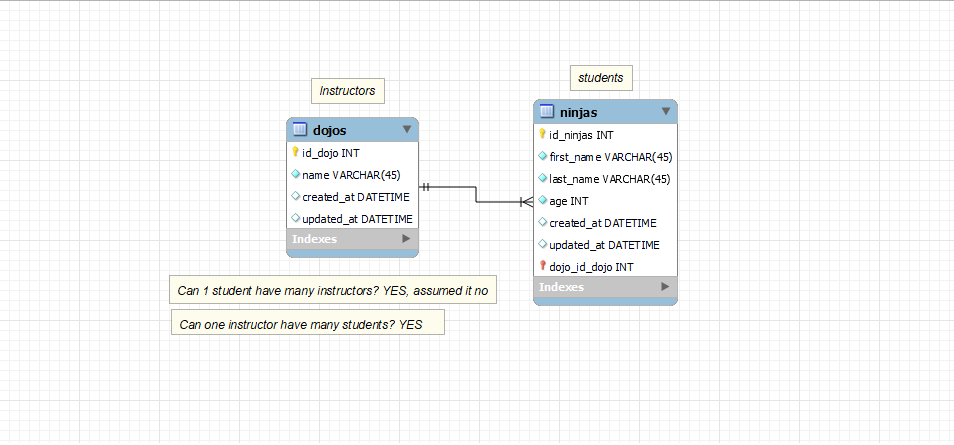 Instructors
dojos
id_dojo INT
name VARCHAR(45)
created_at DATETIME
updated_at DATETIME
Indexes
students
ninjas
id_ninjas INT
first_name VARCHAR(45)
last_name VARCHAR(45)
age INT
created_at DATETIME
updated_at DATETIME
dojo_id_dojo INT
Indexes
Can 1 student have many instructors? YES, assumed it no
Can one instructor have many students? YES